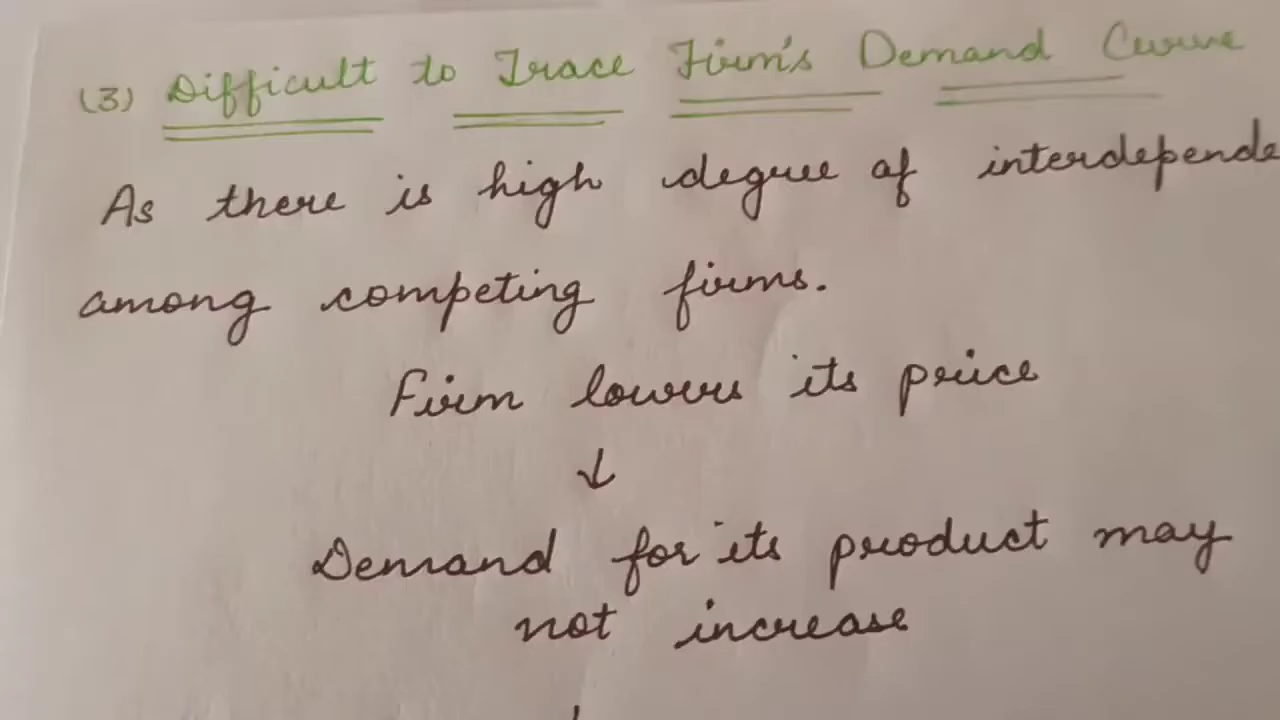 (3) Difficult to Trace Firm's Demand Curve
As there is high degree of interdepende
among competing firms.
Firm lowers its price
↓
Demand for its product may
not increase